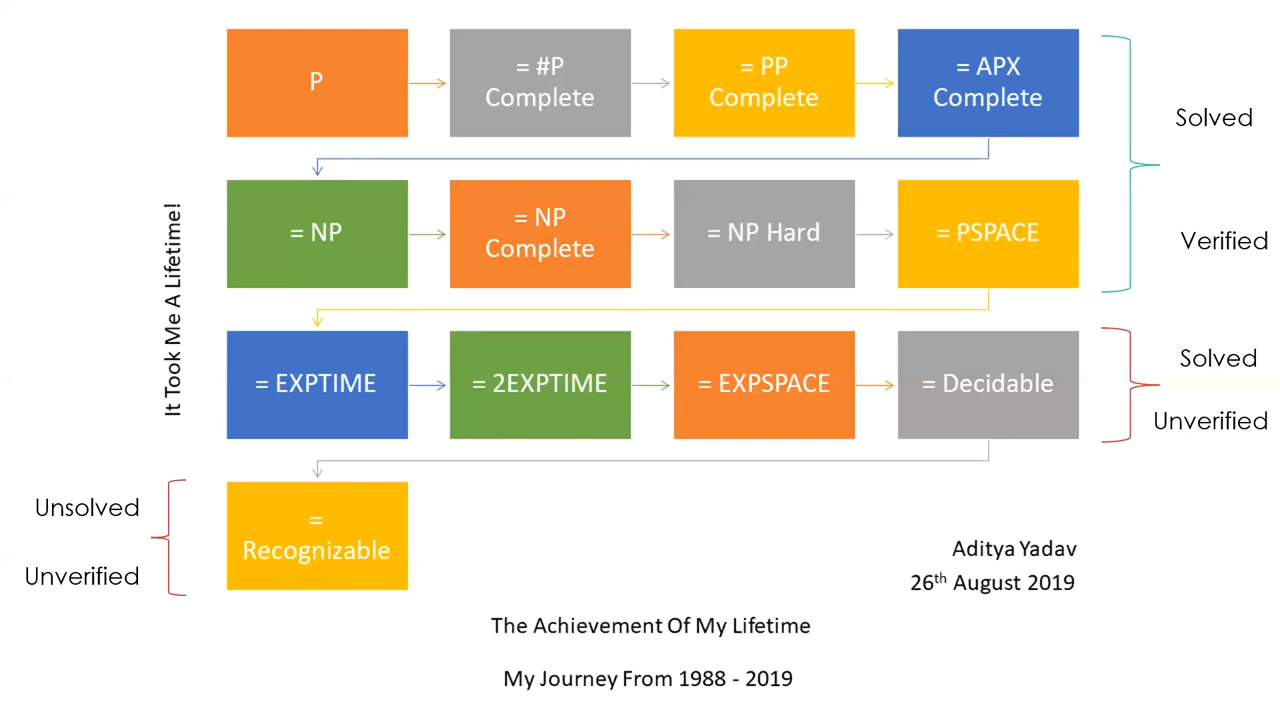 P
= #P
Complete
= PP
Complete
= APX
Complete
Solved
Verified
= NP
= NP
Complete
= NP Hard
= PSPACE
It Took Me A Lifetime!
= EXPTIME
= 2EXPTIME
= EXPSPACE
= Decidable
Solved
Unverified
Unsolved
Unverified
=
Recognizable
Aditya Yadav
26th August 2019
The Achievement Of My Lifetime
My Journey From 1988 - 2019